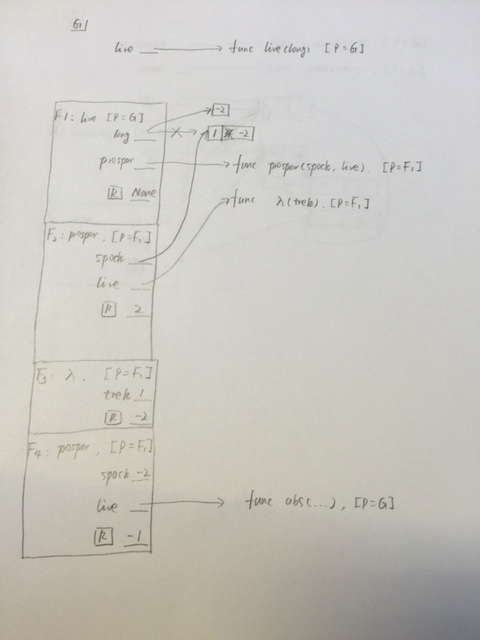 G1
live → func live(long) [P=G]
F1: live [P=G]
long
-2
1 -2
prosper → func prosper(spock, live). [P=F1]
R None
func λ(trek). [P=F1]
F2: prosper. [P=F1]
spock
live
R 2
F3: λ, [P=F1]
trek 1
R -2
F4: posper, [P=F1]
spock -2
live → func abs(...), [P=G]
R -1